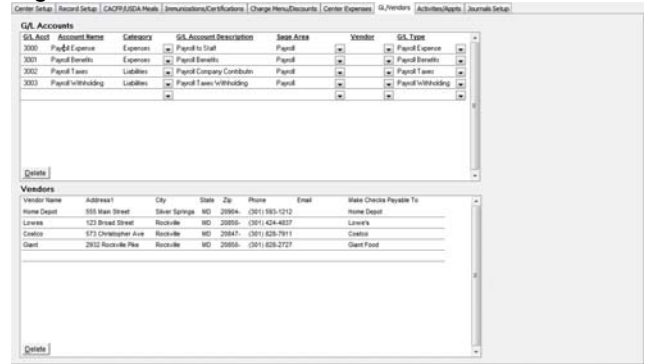 Center Setup Record Setup CACFP/USDA Meals Immunizations/Certifications Charge Menu/Discounts Center Expenses GL/Vendors Activities/Appts Journals Setup
G/L Accounts
G/L Acct Account Name Category G/L Account Description Sage Area Vendor G/L Type
3000 Payroll Expense Expenses Payroll to Staff Payroll Payroll Expense
3001 Payroll Benefits Expenses Payroll Benefits Payroll Payroll Benefits
3002 Payroll Taxes Liabilities Payroll Company Contributn Payroll Payroll Taxes
3003 Payroll Withholding Liabilities Payroll Taxes Withholding Payroll Payroll Withholding
Delete
Vendors
Vendor Name Address1 City State Zip Phone Email Make Checks Payable To
Home Depot 555 Main Street Silver Springs MD 20904- (301) 593-1212 Home Depot
Lowes 123 Broad Street Rockville MD 20850- (301) 424-4837 Lowe's
Costco 573 Christopher Ave Rockville MD 20847- (301) 828-7911 Costco
Giant 2932 Rockville Pike Rockville MD 20850- (301) 828-2727 Giant Food
Delete